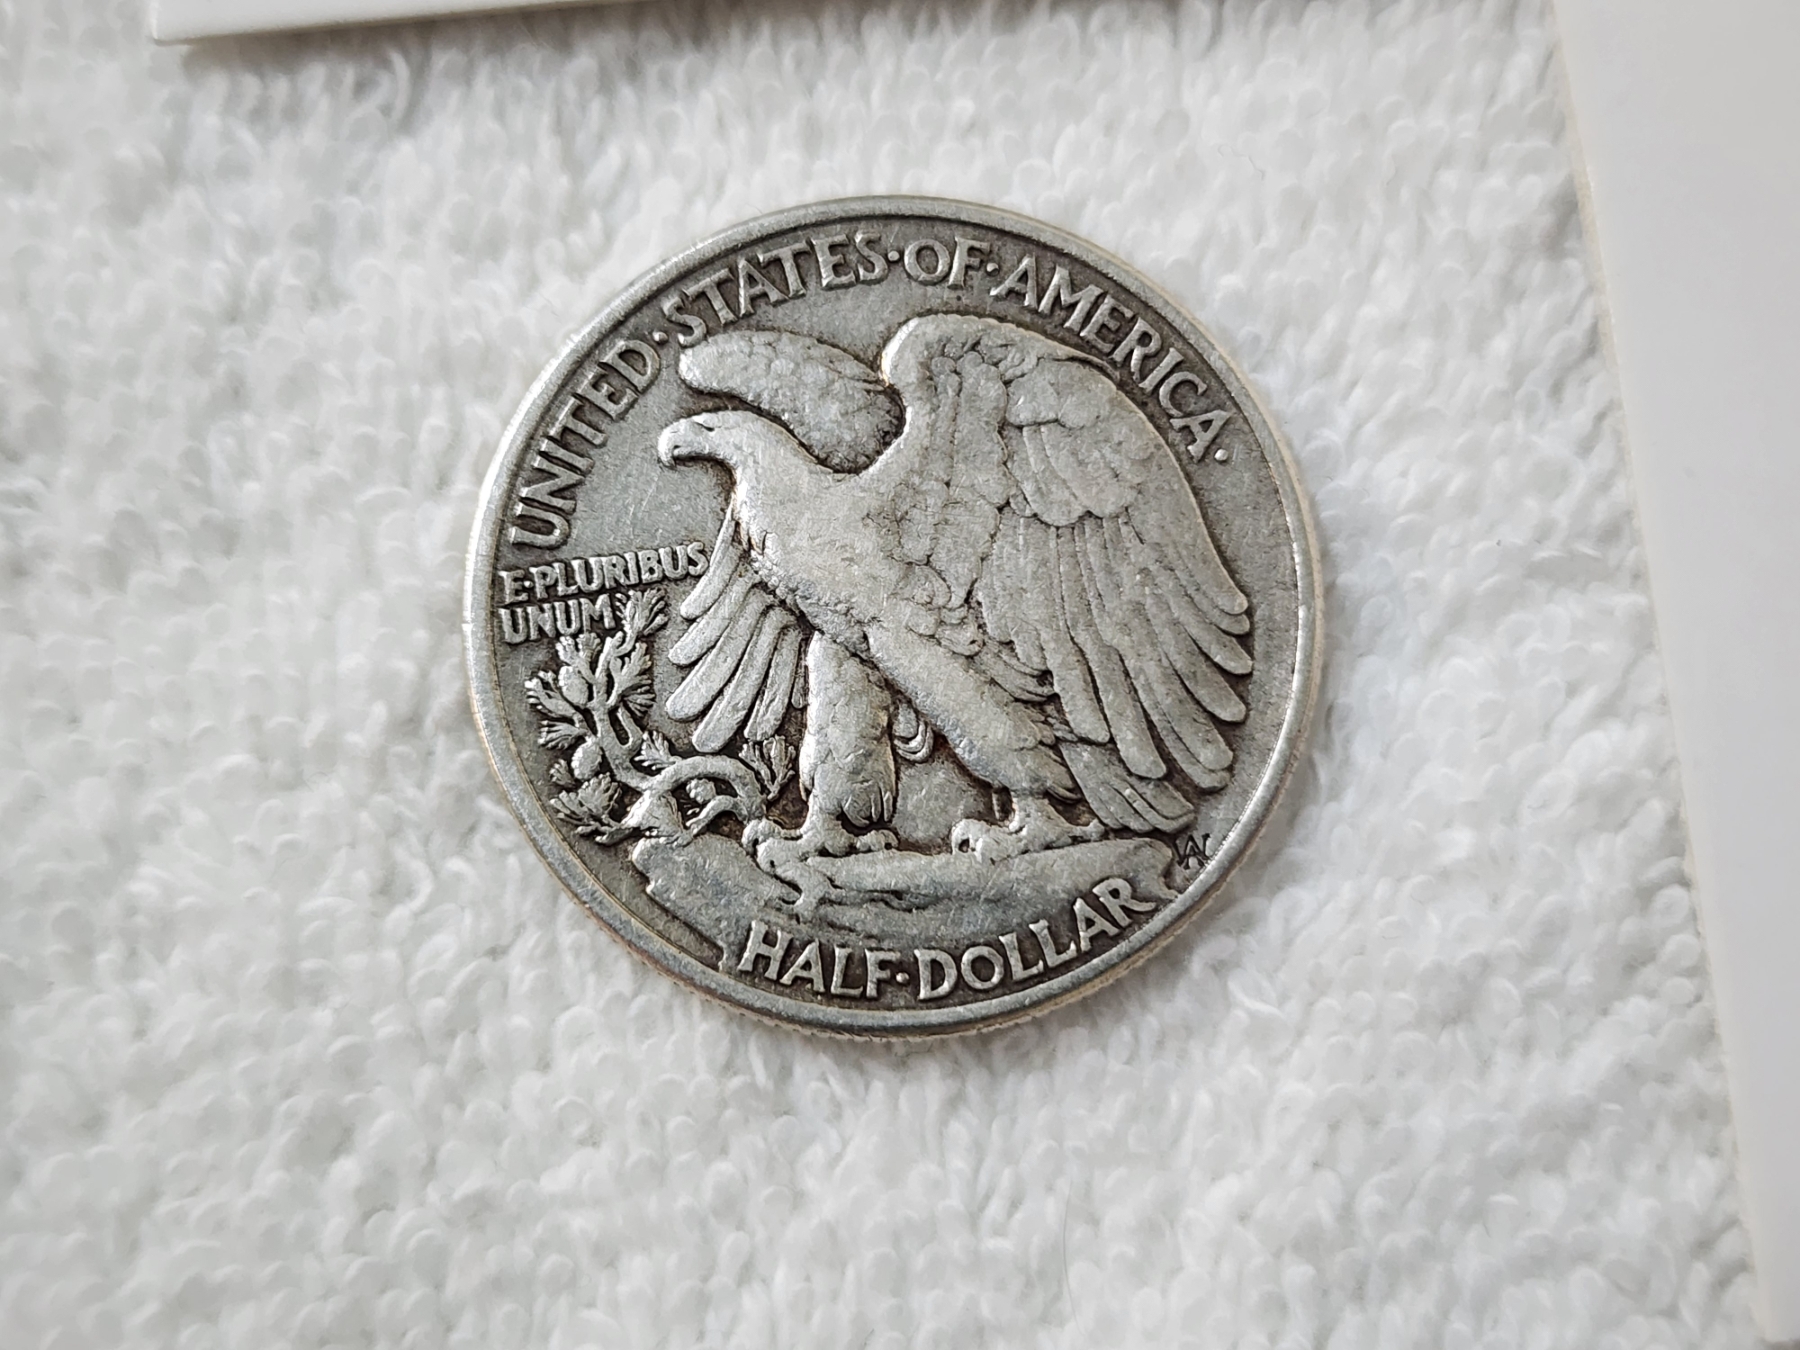 UNITED·STATES·OF·AMERICA·
E·PLURIBUS
UNUM
HALF·DOLLAR
AW